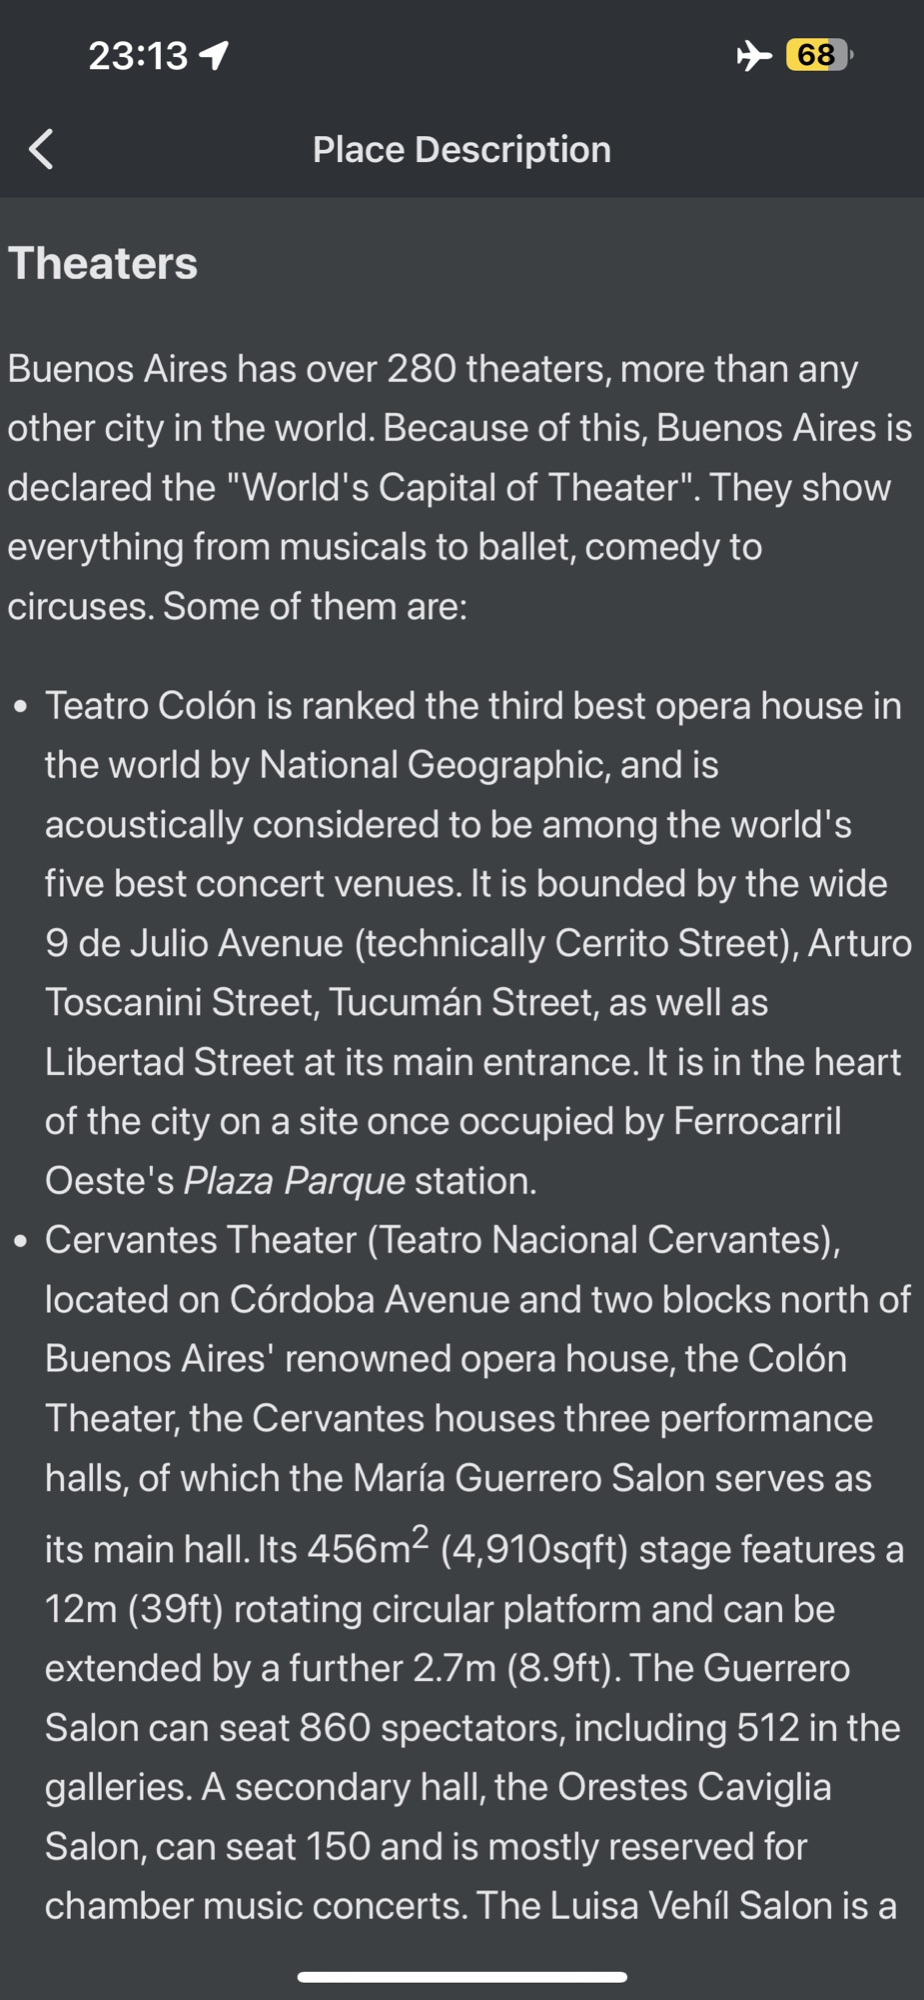 23:13
68
Place Description
Theaters
Buenos Aires has over 280 theaters, more than any
other city in the world. Because of this, Buenos Aires is
declared the "World's Capital of Theater". They show
everything from musicals to ballet, comedy to
circuses. Some of them are:
• Teatro Colón is ranked the third best opera house in
the world by National Geographic, and is
acoustically considered to be among the world's
five best concert venues. It is bounded by the wide
9 de Julio Avenue (technically Cerrito Street), Arturo
Toscanini Street, Tucumán Street, as well as
Libertad Street at its main entrance. It is in the heart
of the city on a site once occupied by Ferrocarril
Oeste's Plaza Parque station.
• Cervantes Theater (Teatro Nacional Cervantes),
located on Córdoba Avenue and two blocks north of
Buenos Aires' renowned opera house, the Colón
Theater, the Cervantes houses three performance
halls, of which the María Guerrero Salon serves as
its main hall. Its 456m² (4,910sqft) stage features a
12m (39ft) rotating circular platform and can be
extended by a further 2.7m (8.9ft). The Guerrero
Salon can seat 860 spectators, including 512 in the
galleries. A secondary hall, the Orestes Caviglia
Salon, can seat 150 and is mostly reserved for
chamber music concerts. The Luisa Vehíl Salon is a